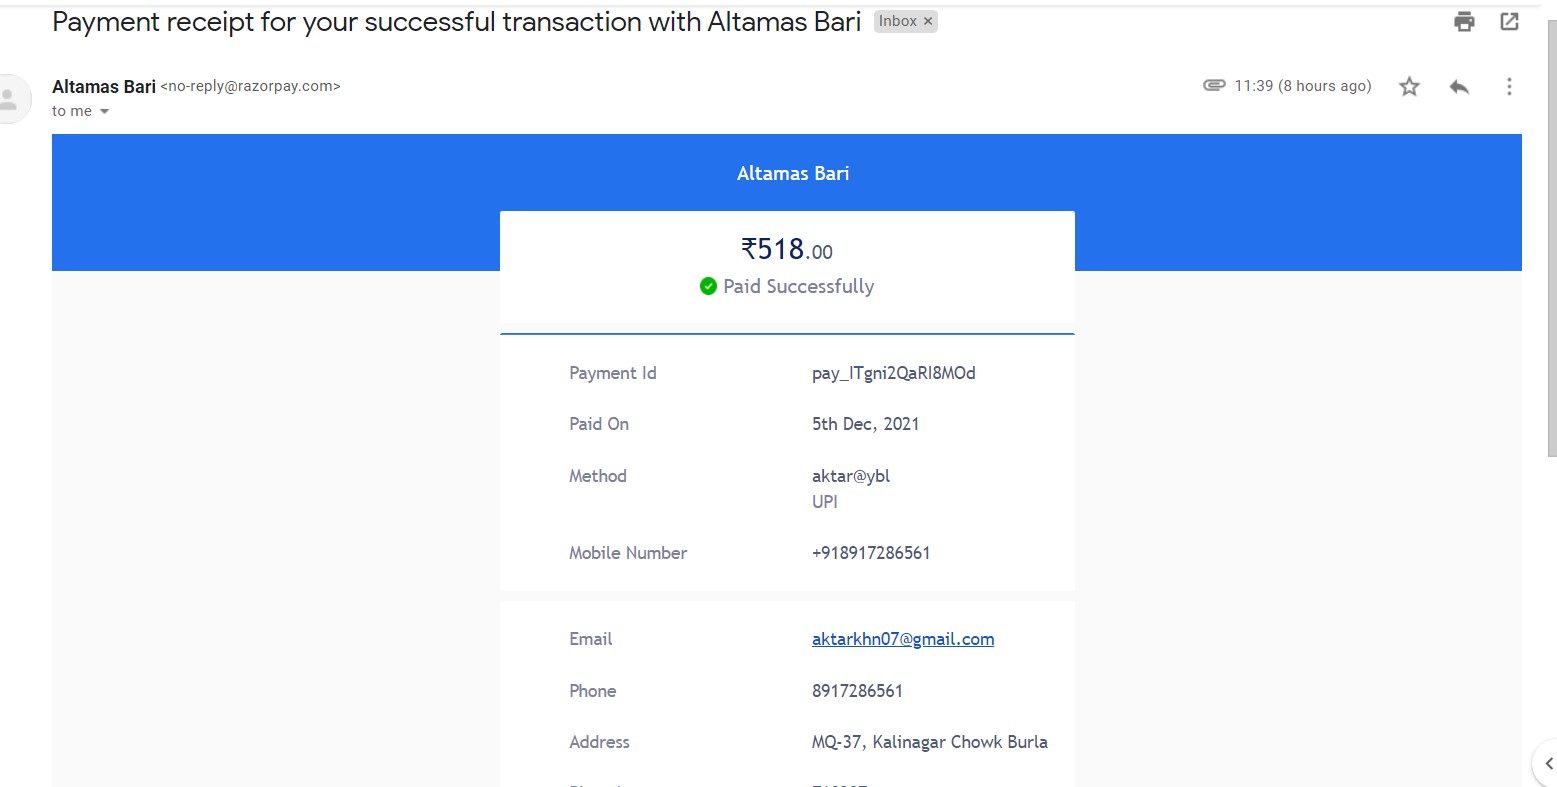 Payment receipt for your successful transaction with Altamas Bari Inbox ×
Altamas Bari <no-reply@razorpay.com> 11:39 (8 hours ago)
to me
Altamas Bari
₹518.00
Paid Successfully
Payment Id pay_ITgni2QaRI8MOd
Paid On 5th Dec, 2021
Method aktar@ybl
UPI
Mobile Number +918917286561
Email aktarkhn07@gmail.com
Phone 8917286561
Address MQ-37, Kalinagar Chowk Burla